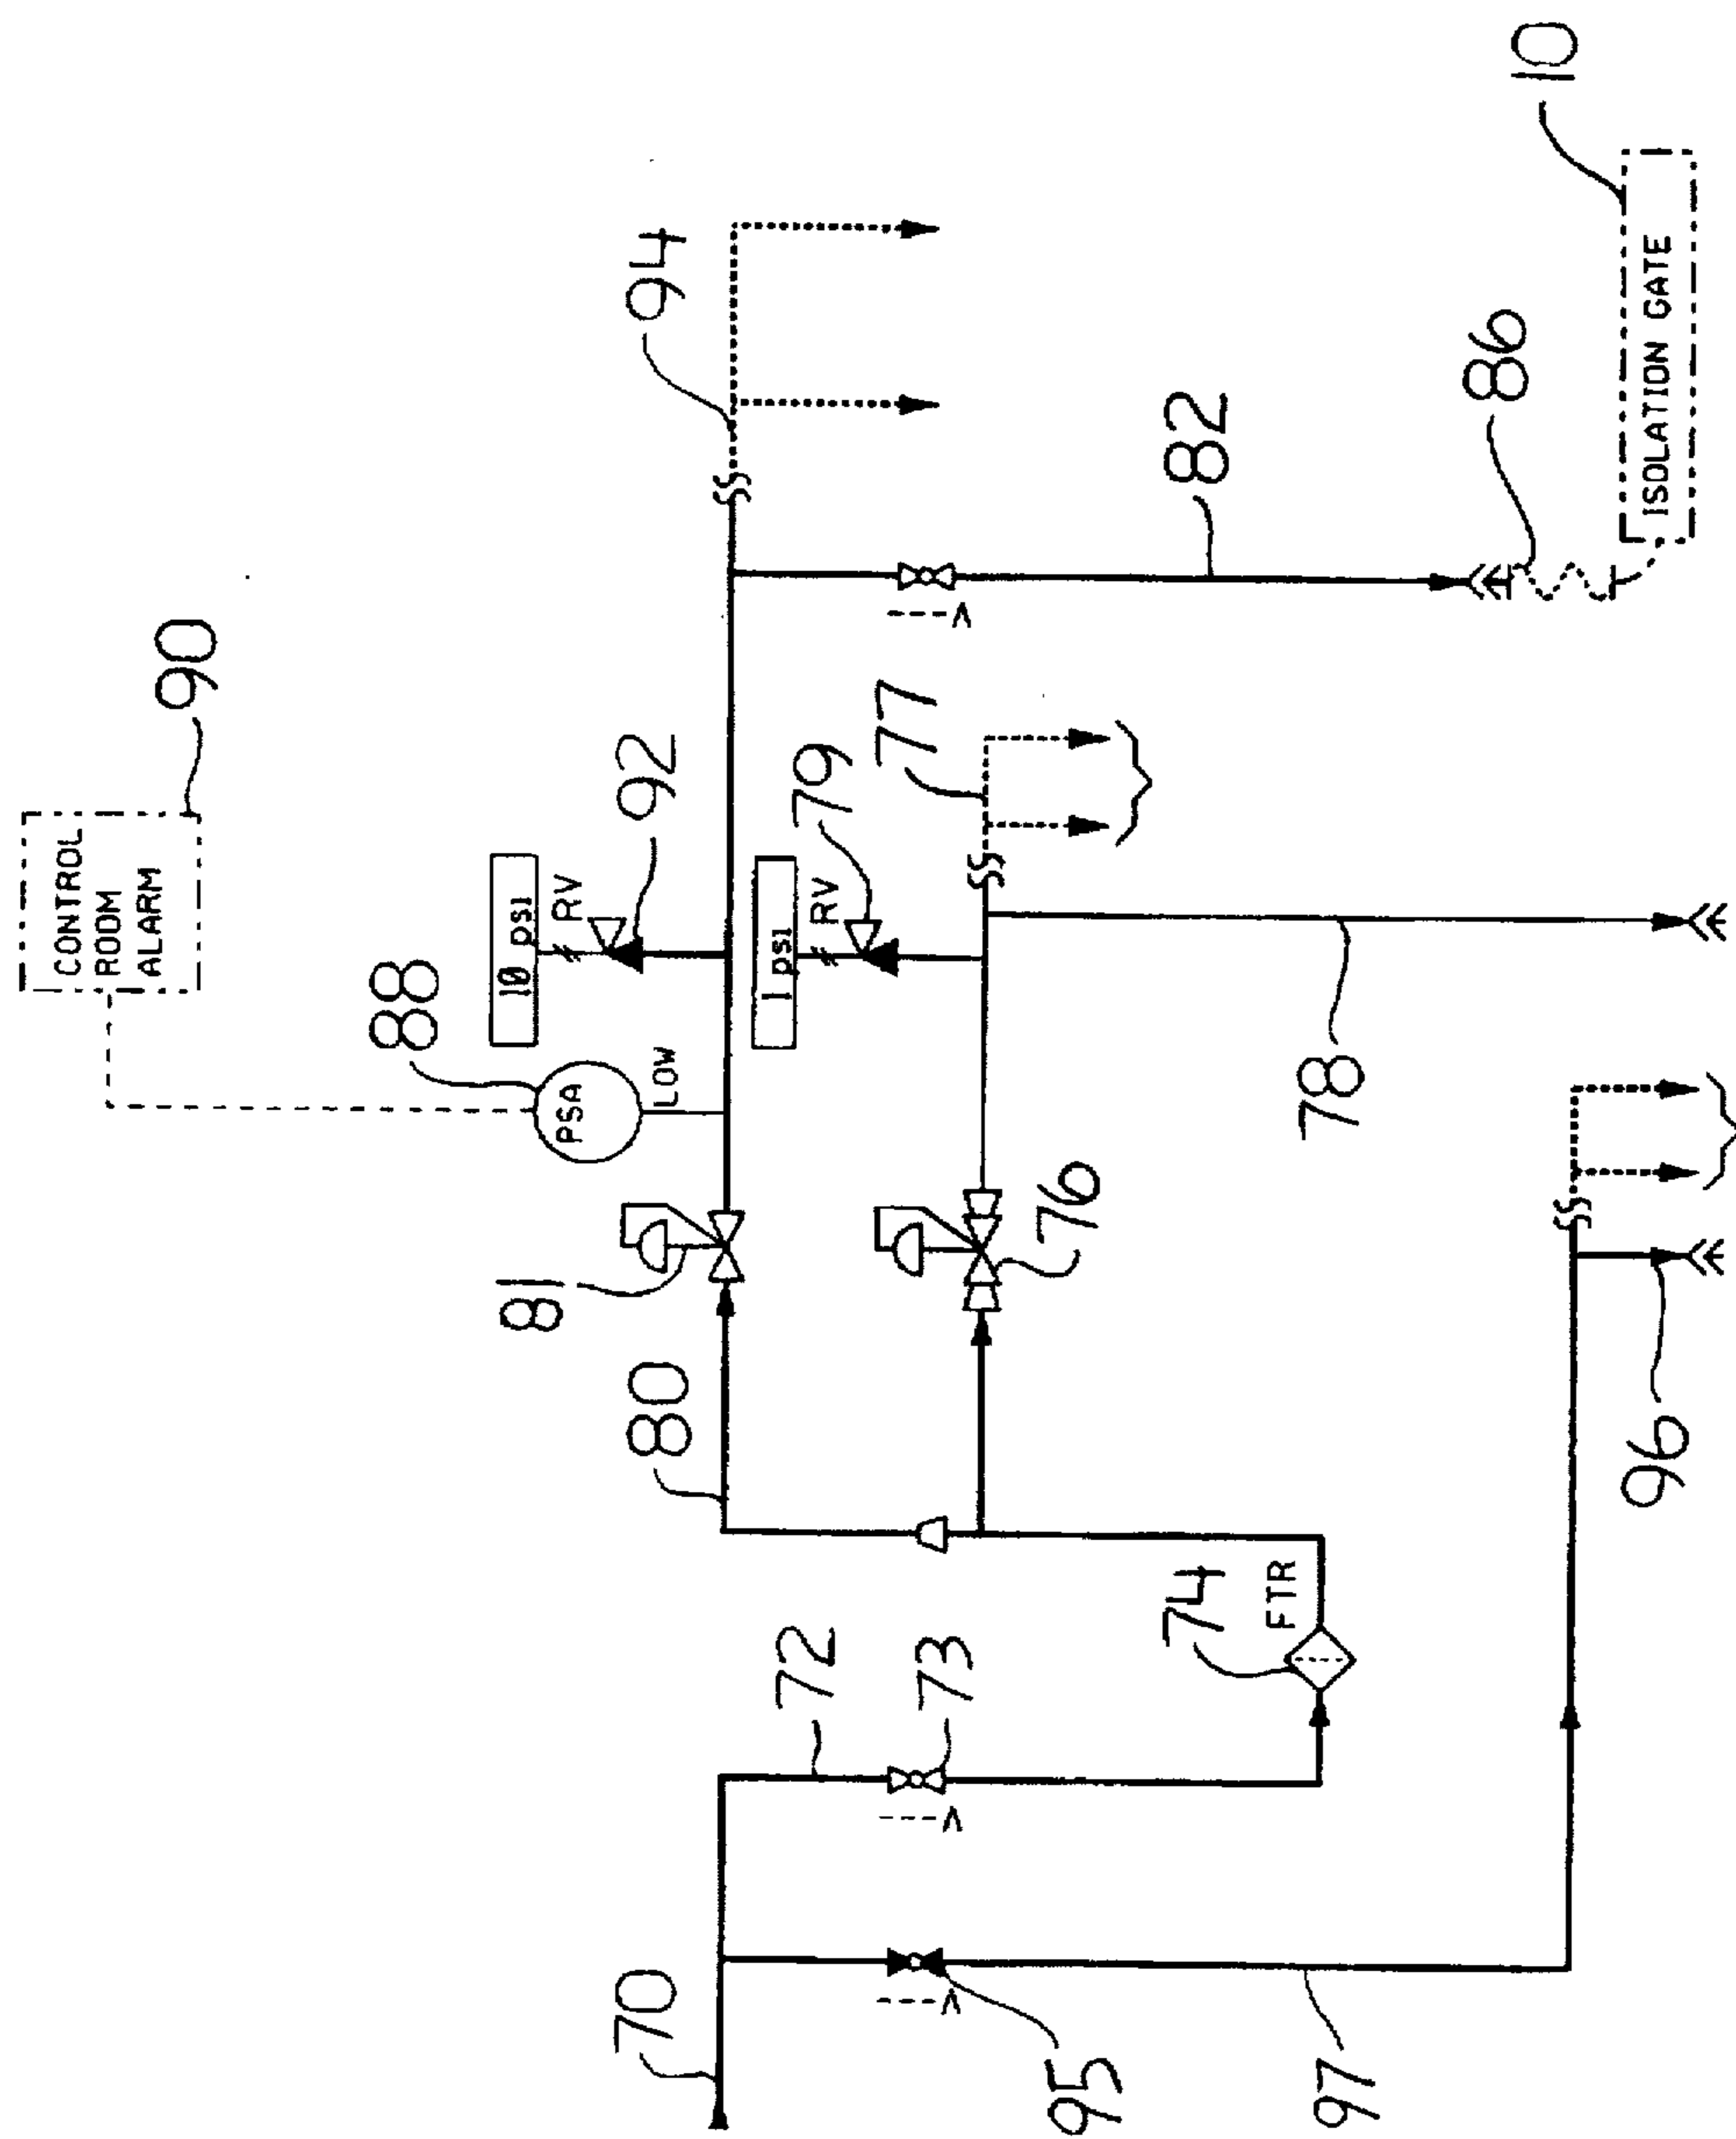 CONTROL
ROOM
ALARM
90
88
PSA
LOW
10 psi
RV
92
94
81
80
1 psi
RV
79
77
76
78
82
86
10
ISOLATION GATE
70
72
73
74
FTR
95
97
96